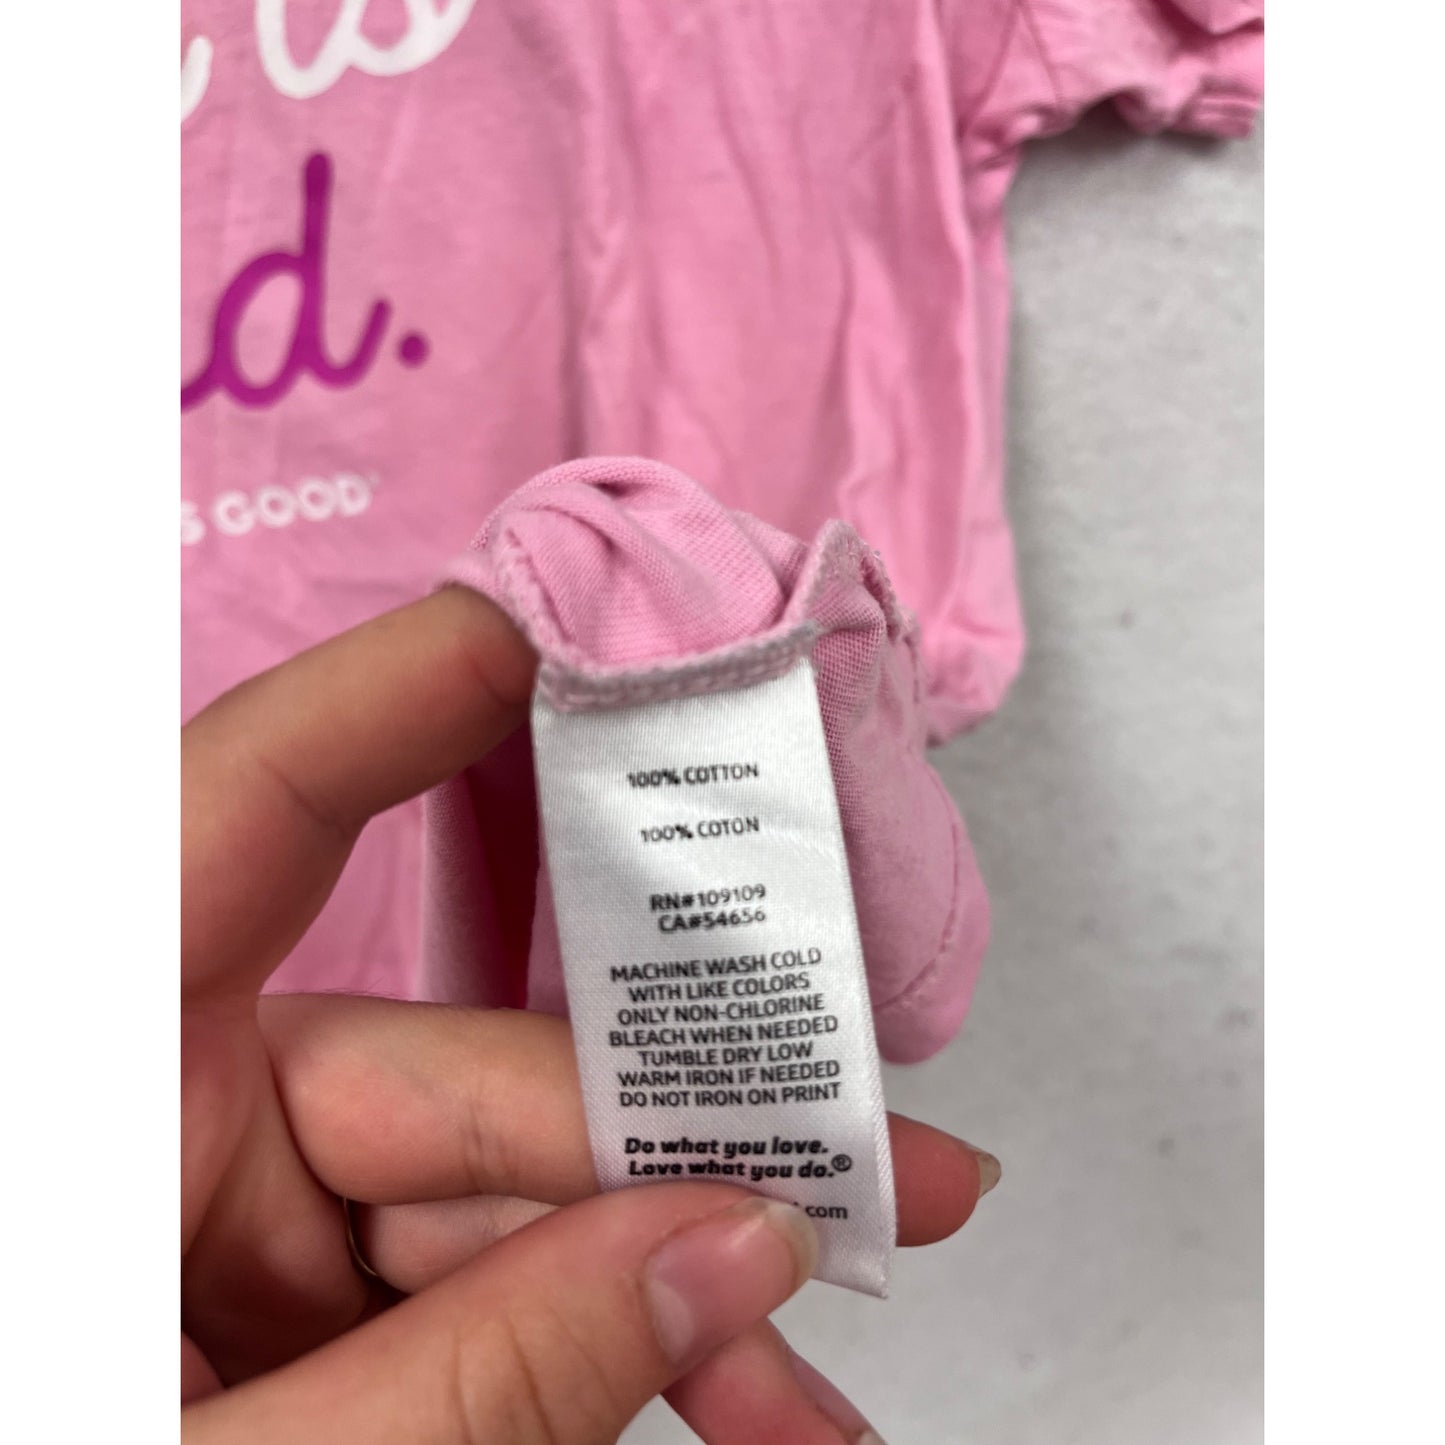 is
d.
S GOOD
100% COTTON
100% COTON
RN#109109
CA#54656
MACHINE WASH COLD
WITH LIKE COLORS
ONLY NON-CHLORINE
BLEACH WHEN NEEDED
TUMBLE DRY LOW
WARM IRON IF NEEDED
DO NOT IRON ON PRINT
Do what you love.
Love what you do.®
.com